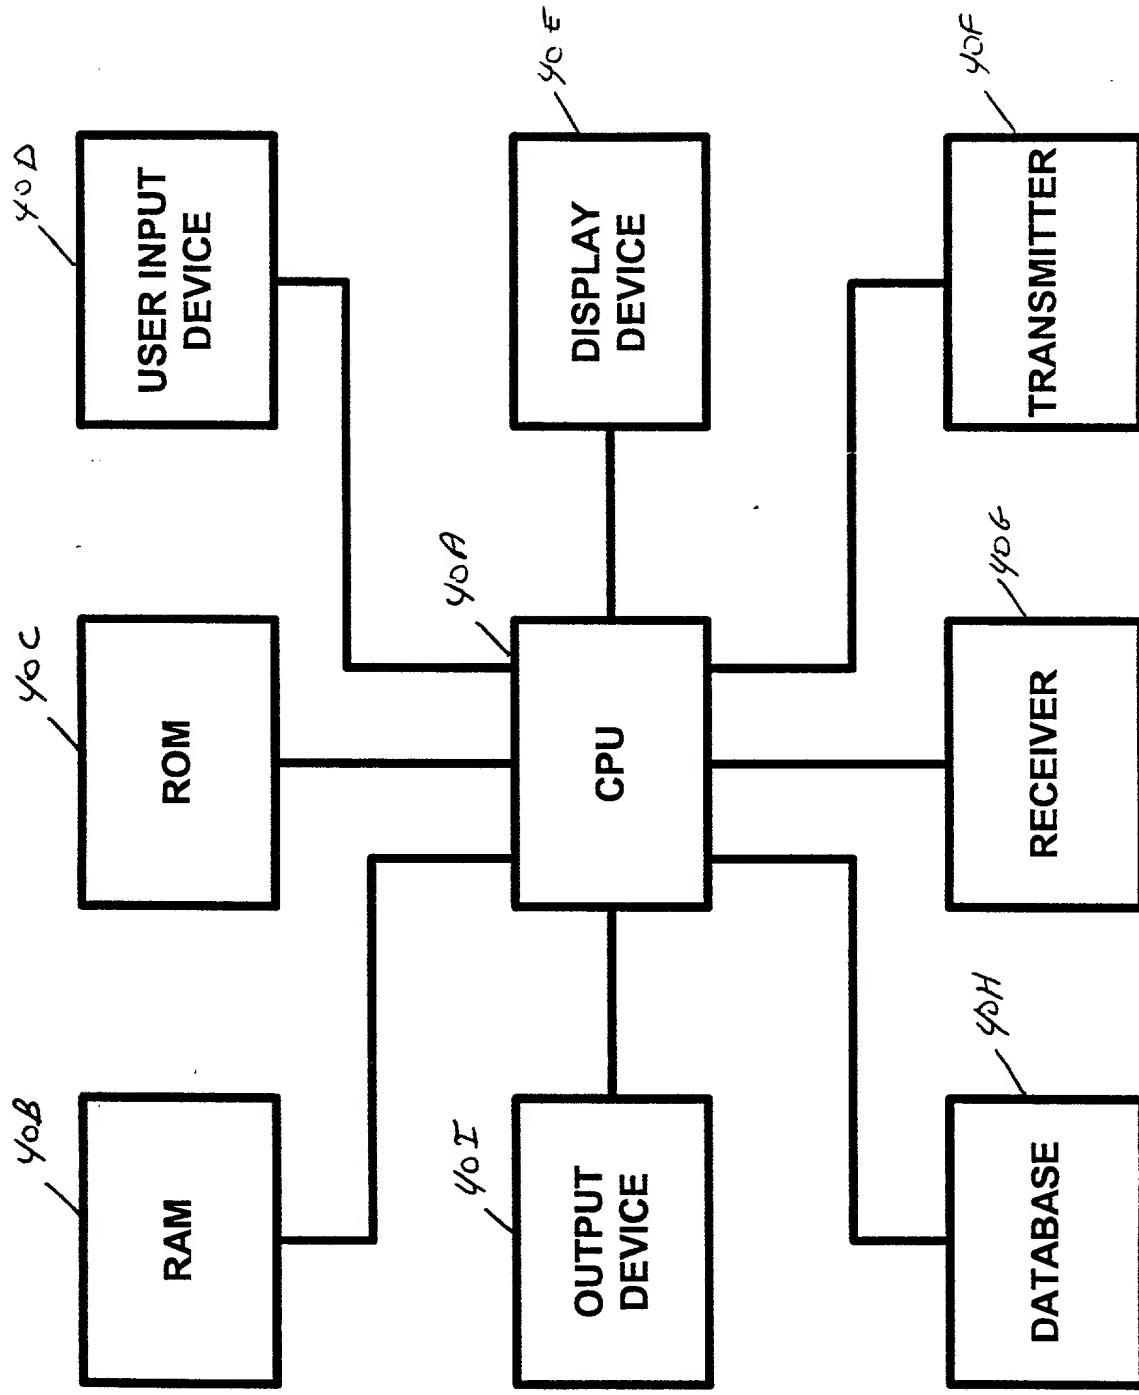 40B
RAM
40C
ROM
40D
USER INPUT
DEVICE
40I
OUTPUT
DEVICE
40A
CPU
40E
DISPLAY
DEVICE
40H
DATABASE
40G
RECEIVER
40F
TRANSMITTER